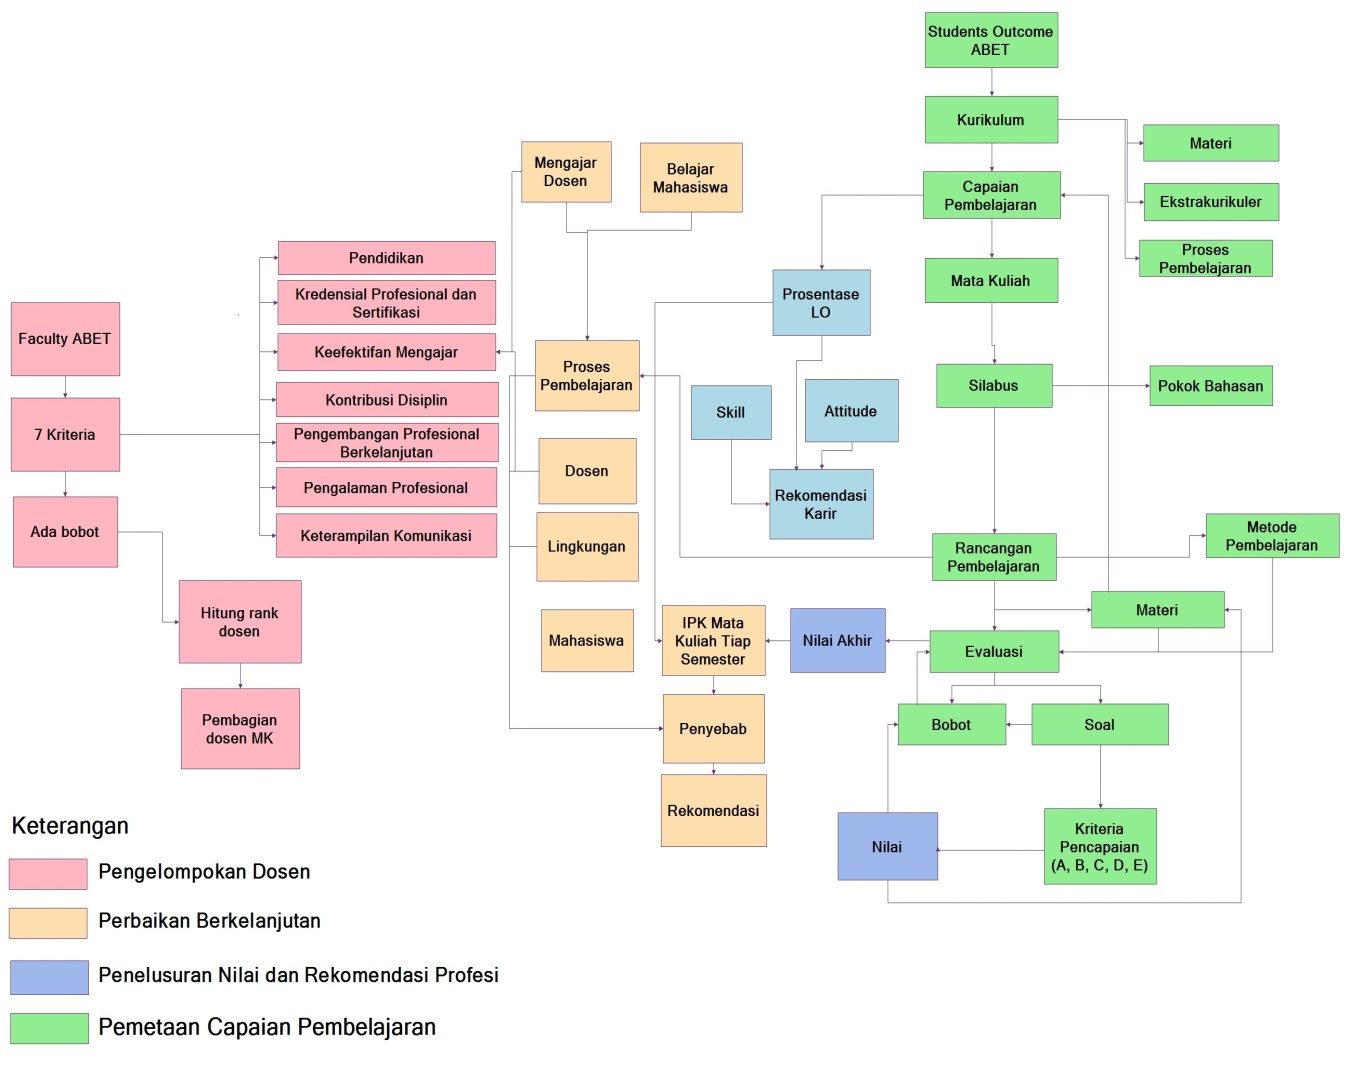 Students Outcome
ABET
Kurikulum
Materi
Capaian
Pembelajaran
Ekstrakurikuler
Proses
Pembelajaran
Mata Kuliah
Silabus
Pokok Bahasan
Rancangan
Pembelajaran
Metode
Pembelajaran
Materi
Evaluasi
Bobot
Soal
Kriteria
Pencapaian
(A, B, C, D, E)
Nilai
Nilai Akhir
Prosentase
LO
Skill
Attitude
Rekomendasi
Karir
Mengajar
Dosen
Belajar
Mahasiswa
Proses
Pembelajaran
Dosen
Lingkungan
Mahasiswa
IPK Mata
Kuliah Tiap
Semester
Penyebab
Rekomendasi
Faculty ABET
7 Kriteria
Ada bobot
Pendidikan
Kredensial Profesional dan
Sertifikasi
Keefektifan Mengajar
Kontribusi Disiplin
Pengembangan Profesional
Berkelanjutan
Pengalaman Profesional
Keterampilan Komunikasi
Hitung rank
dosen
Pembagian
dosen MK
Keterangan
Pengelompokan Dosen
Perbaikan Berkelanjutan
Penelusuran Nilai dan Rekomendasi Profesi
Pemetaan Capaian Pembelajaran